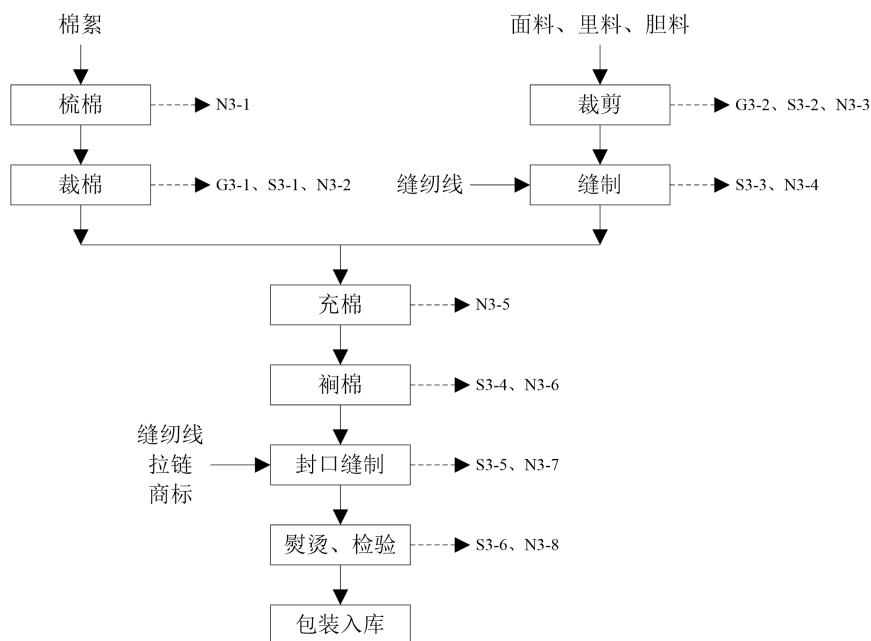 棉絮
面料、里料、胆料
梳棉
N3-1
裁剪
G3-2、S3-2、N3-3
裁棉
G3-1、S3-1、N3-2
缝纫线
缝制
S3-3、N3-4
充棉
N3-5
裥棉
S3-4、N3-6
缝纫线
拉链
商标
封口缝制
S3-5、N3-7
熨烫、检验
S3-6、N3-8
包装入库